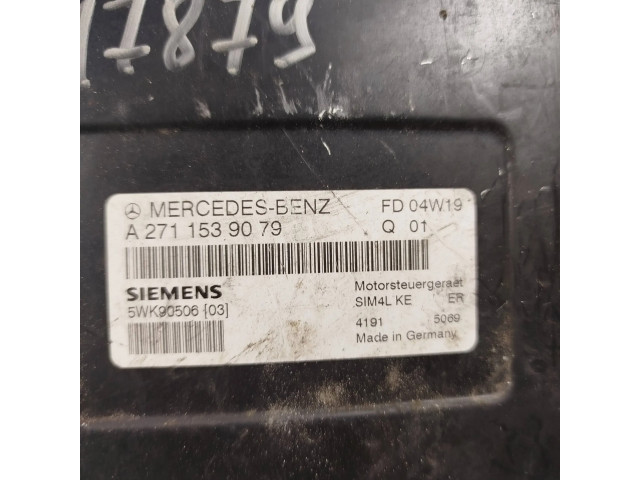 17879
MERCEDES-BENZ FD 04W19
A 271 153 90 79 Q 01
SIEMENS Motorsteuergeraet
5WK90506 [03] SIM4L KE ER
4191 5069
Made in Germany